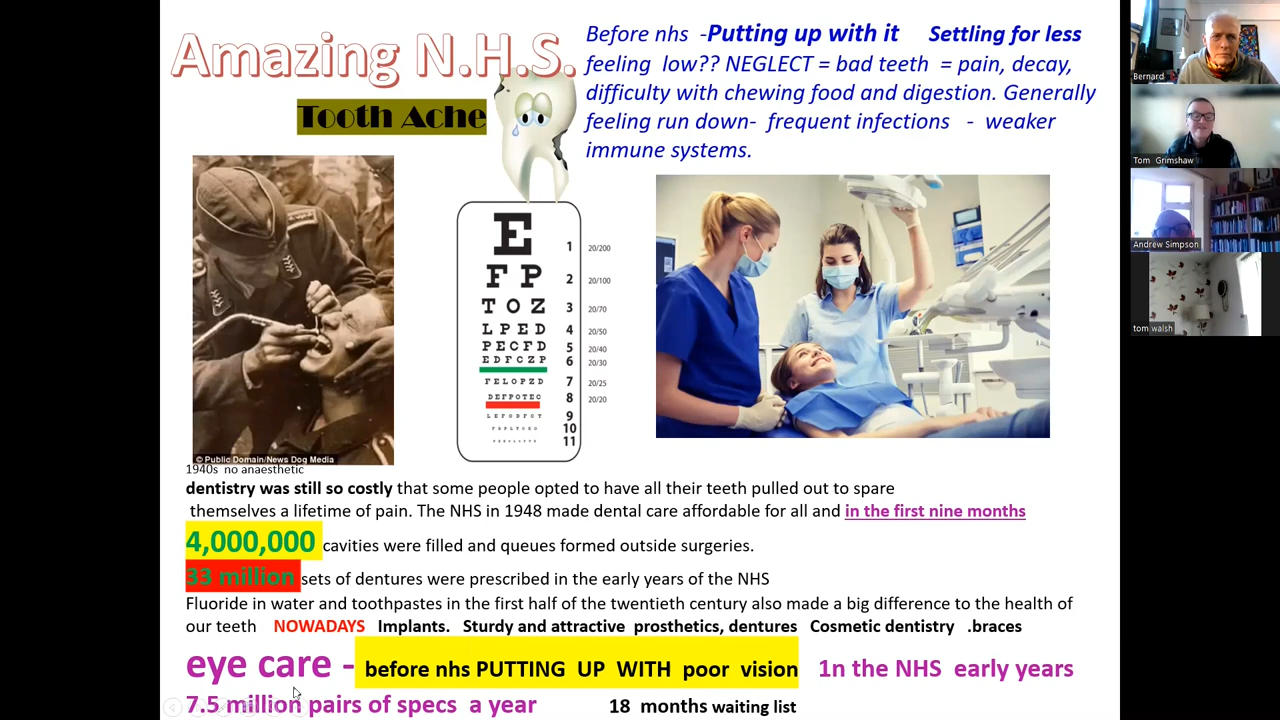 Amazing N.H.S.
Tooth Ache
Before nhs -Putting up with it Settling for less
feeling low?? NEGLECT = bad teeth = pain, decay,
difficulty with chewing food and digestion. Generally
feeling run down- frequent infections - weaker
immune systems.
E 1 20/200
F P 2 20/100
T O Z 3 20/70
L P E D 4 20/50
P E C F D 5 20/40
E D F C Z P 6 20/30
F E L O P Z D 7 20/25
D E F P O T E C 8 20/20
9
10
11
© Public Domain/News Dog Media
1940s no anaesthetic
dentistry was still so costly that some people opted to have all their teeth pulled out to spare
themselves a lifetime of pain. The NHS in 1948 made dental care affordable for all and in the first nine months
4,000,000 cavities were filled and queues formed outside surgeries.
33 million sets of dentures were prescribed in the early years of the NHS
Fluoride in water and toothpastes in the first half of the twentieth century also made a big difference to the health of
our teeth NOWADAYS Implants. Sturdy and attractive prosthetics, dentures Cosmetic dentistry .braces
eye care - before nhs PUTTING UP WITH poor vision 1n the NHS early years
7.5 million pairs of specs a year 18 months waiting list
Bernard
Tom Grimshaw
Andrew Simpson
tom walsh